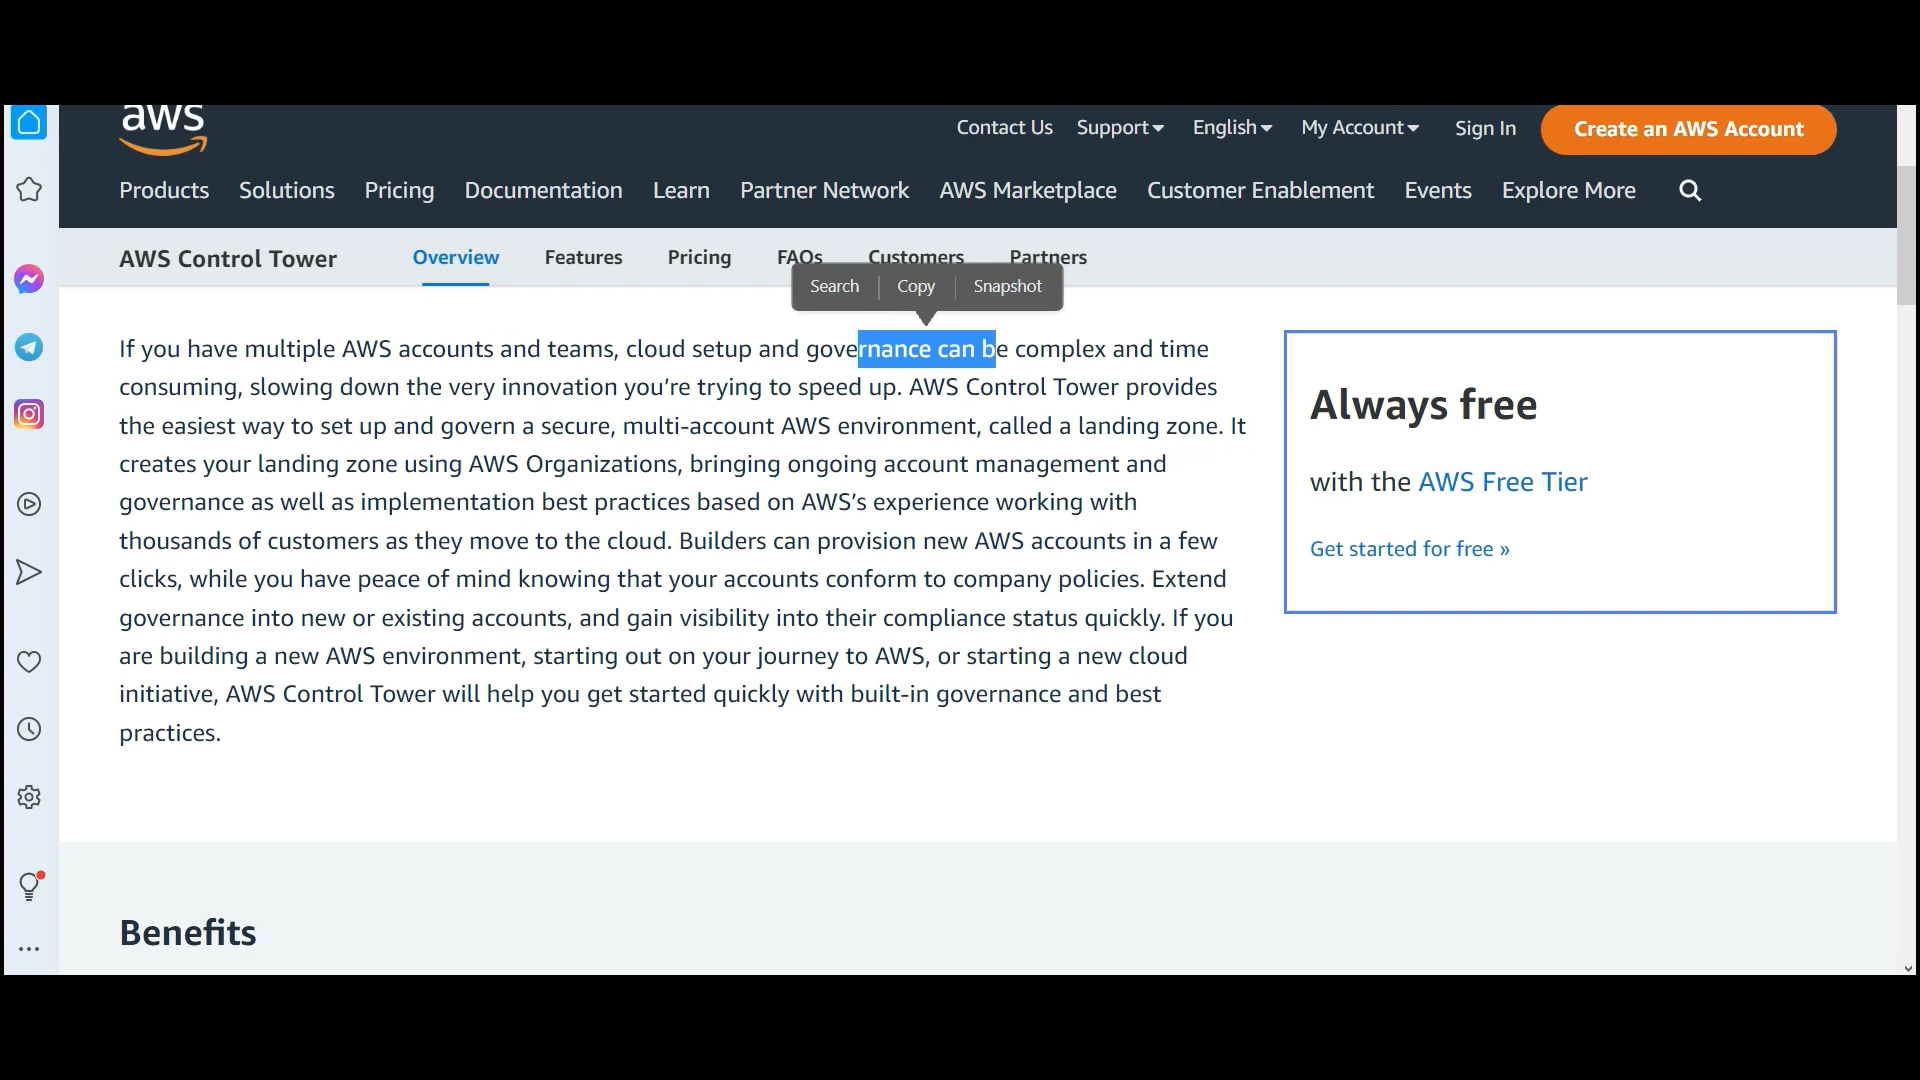 aws
Contact Us Support English My Account Sign In Create an AWS Account
Products Solutions Pricing Documentation Learn Partner Network AWS Marketplace Customer Enablement Events Explore More
AWS Control Tower Overview Features Pricing FAQs Customers Partners
Search Copy Snapshot
If you have multiple AWS accounts and teams, cloud setup and governance can be complex and time
consuming, slowing down the very innovation you’re trying to speed up. AWS Control Tower provides
the easiest way to set up and govern a secure, multi-account AWS environment, called a landing zone. It
creates your landing zone using AWS Organizations, bringing ongoing account management and
governance as well as implementation best practices based on AWS’s experience working with
thousands of customers as they move to the cloud. Builders can provision new AWS accounts in a few
clicks, while you have peace of mind knowing that your accounts conform to company policies. Extend
governance into new or existing accounts, and gain visibility into their compliance status quickly. If you
are building a new AWS environment, starting out on your journey to AWS, or starting a new cloud
initiative, AWS Control Tower will help you get started quickly with built-in governance and best
practices.
Always free
with the AWS Free Tier
Get started for free »
Benefits